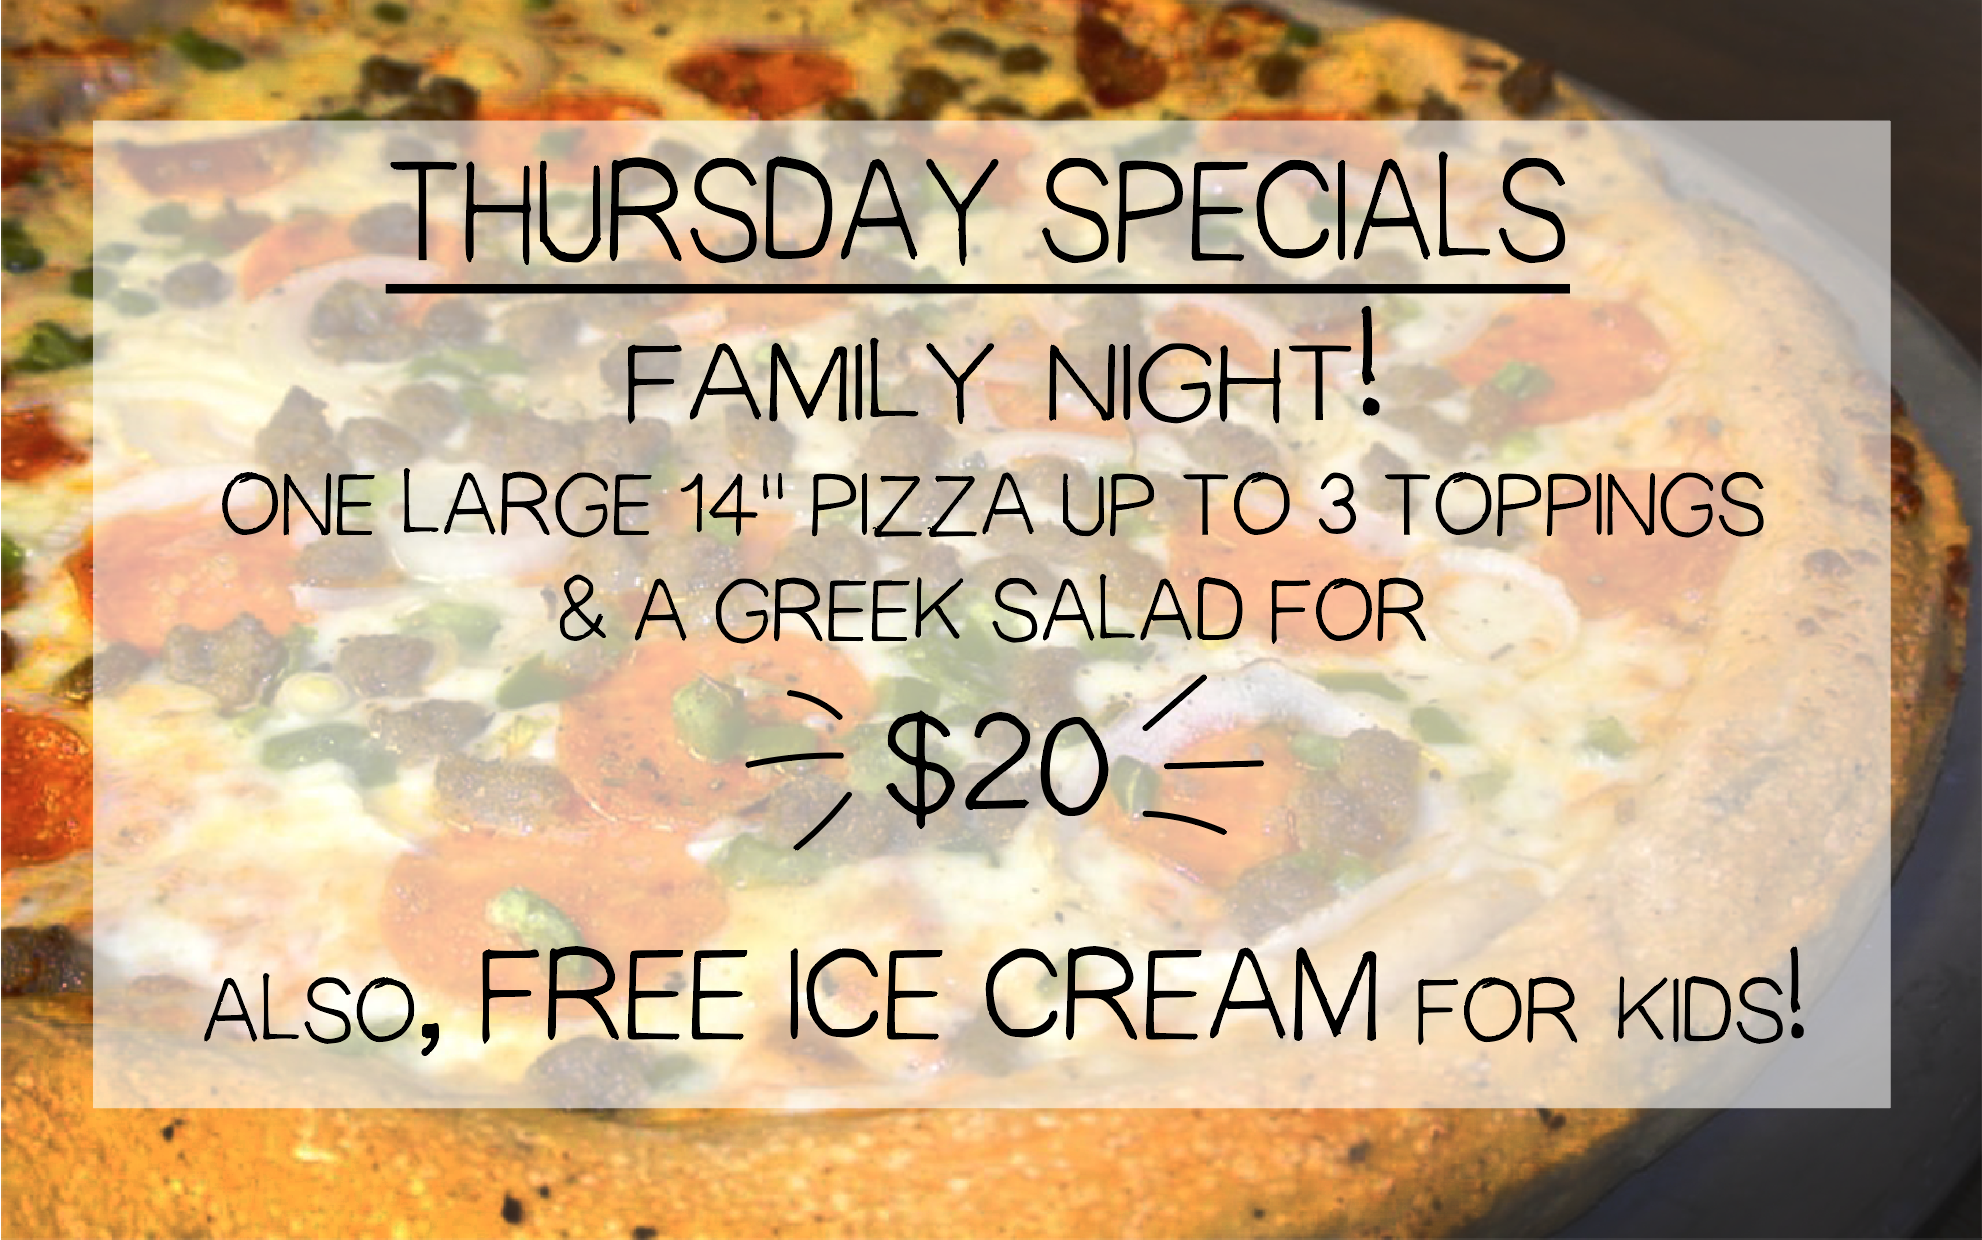 THURSDAY SPECIALS
FAMILY NIGHT!
ONE LARGE 14" PIZZA UP TO 3 TOPPINGS
& A GREEK SALAD FOR
$20
ALSO, FREE ICE CREAM FOR KIDS!